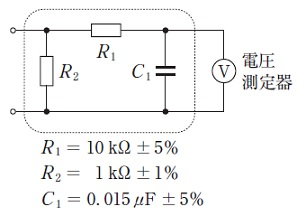 R₁
R₂
C₁
V
電圧
測定器
R₁ = 10 kΩ ±5%
R₂ = 1 kΩ ±1%
C₁ = 0.015 μF ±5%